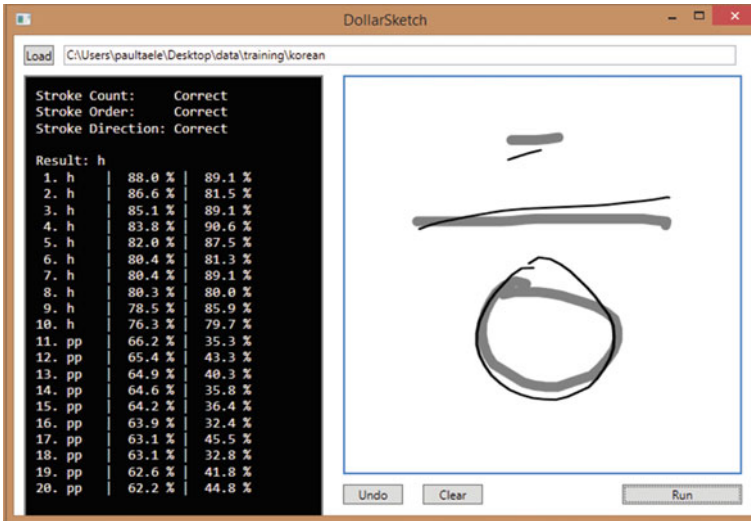 DollarSketch
Load C:\Users\paultaele\Desktop\data\training\korean
Stroke Count: Correct
Stroke Order: Correct
Stroke Direction: Correct
Result: h
1. h | 88.0 % | 89.1 %
2. h | 86.6 % | 81.5 %
3. h | 85.1 % | 89.1 %
4. h | 83.8 % | 90.6 %
5. h | 82.0 % | 87.5 %
6. h | 80.4 % | 81.3 %
7. h | 80.4 % | 89.1 %
8. h | 80.3 % | 80.0 %
9. h | 78.5 % | 85.9 %
10. h | 76.3 % | 79.7 %
11. pp | 66.2 % | 35.3 %
12. pp | 65.4 % | 43.3 %
13. pp | 64.9 % | 40.3 %
14. pp | 64.6 % | 35.8 %
15. pp | 64.2 % | 36.4 %
16. pp | 63.9 % | 32.4 %
17. pp | 63.1 % | 45.5 %
18. pp | 63.1 % | 32.8 %
19. pp | 62.6 % | 41.8 %
20. pp | 62.2 % | 44.8 %
ㅎ
Undo Clear Run